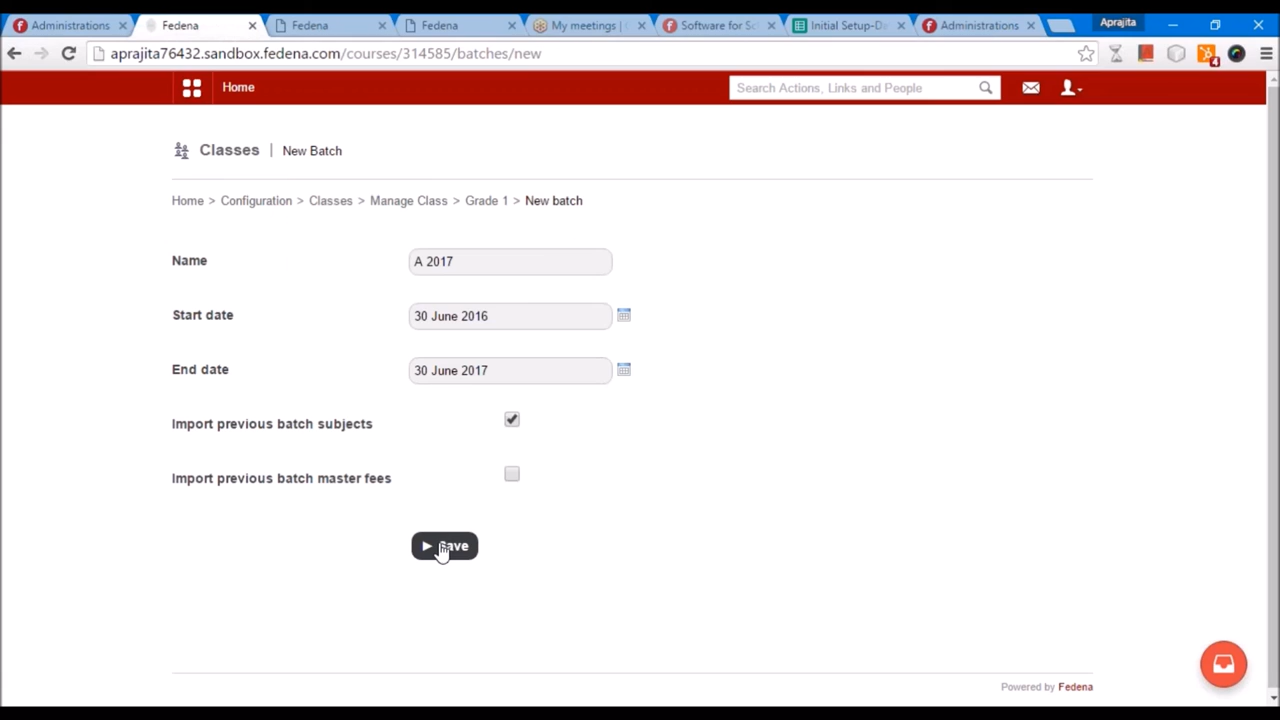 Administrations
Fedena
Fedena
Fedena
My meetings |
Software for Sc
Initial Setup-Da
Administrations
Aprajita
aprajita76432.sandbox.fedena.com/courses/314585/batches/new
4
Home
Search Actions, Links and People
Classes | New Batch
Home > Configuration > Classes > Manage Class > Grade 1 > New batch
Name
A 2017
Start date
30 June 2016
End date
30 June 2017
Import previous batch subjects
Import previous batch master fees
Save
Powered by Fedena